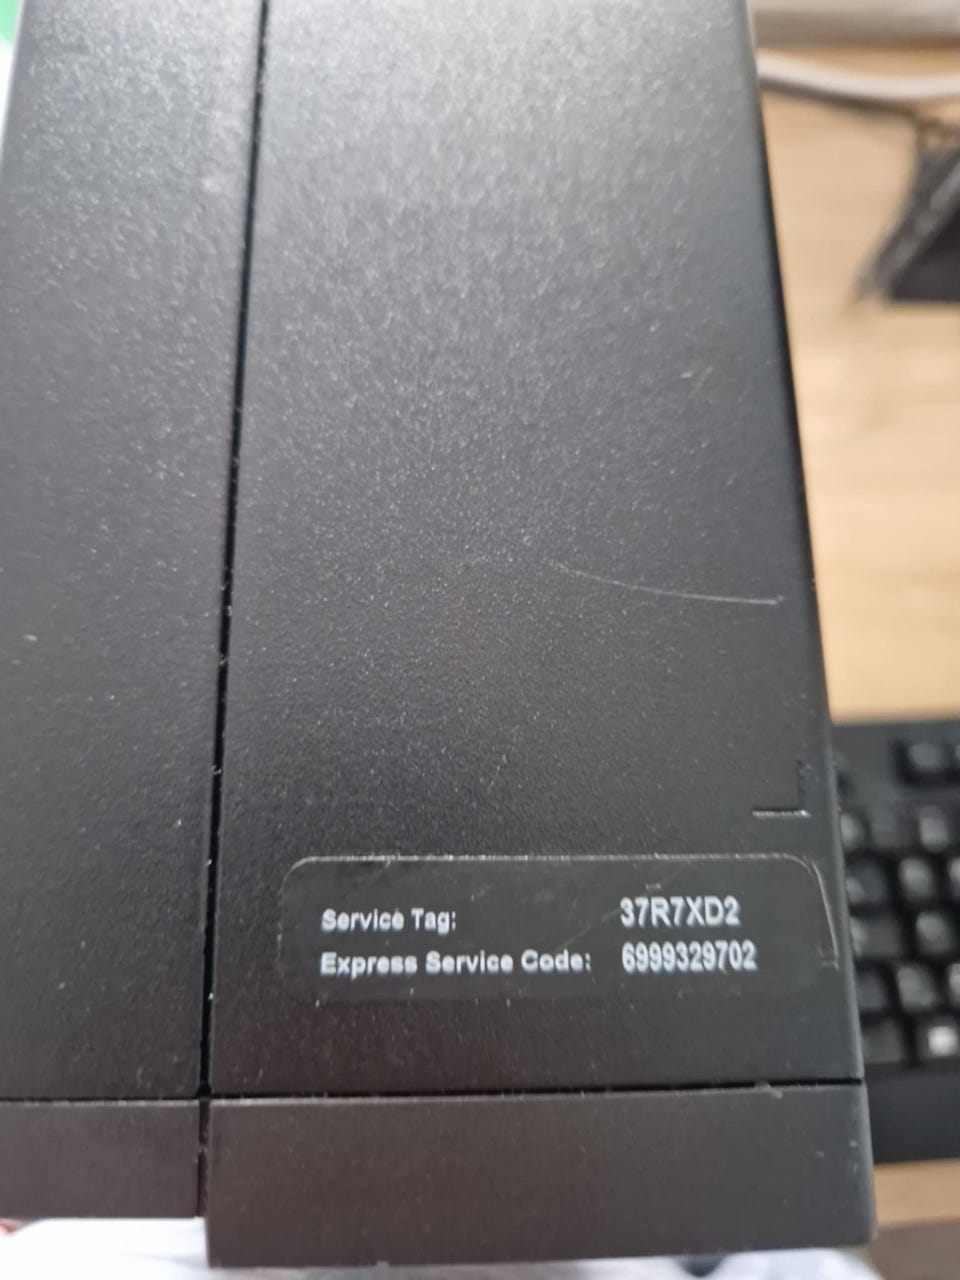 Service Tag: 37R7XD2
Express Service Code: 6999329702